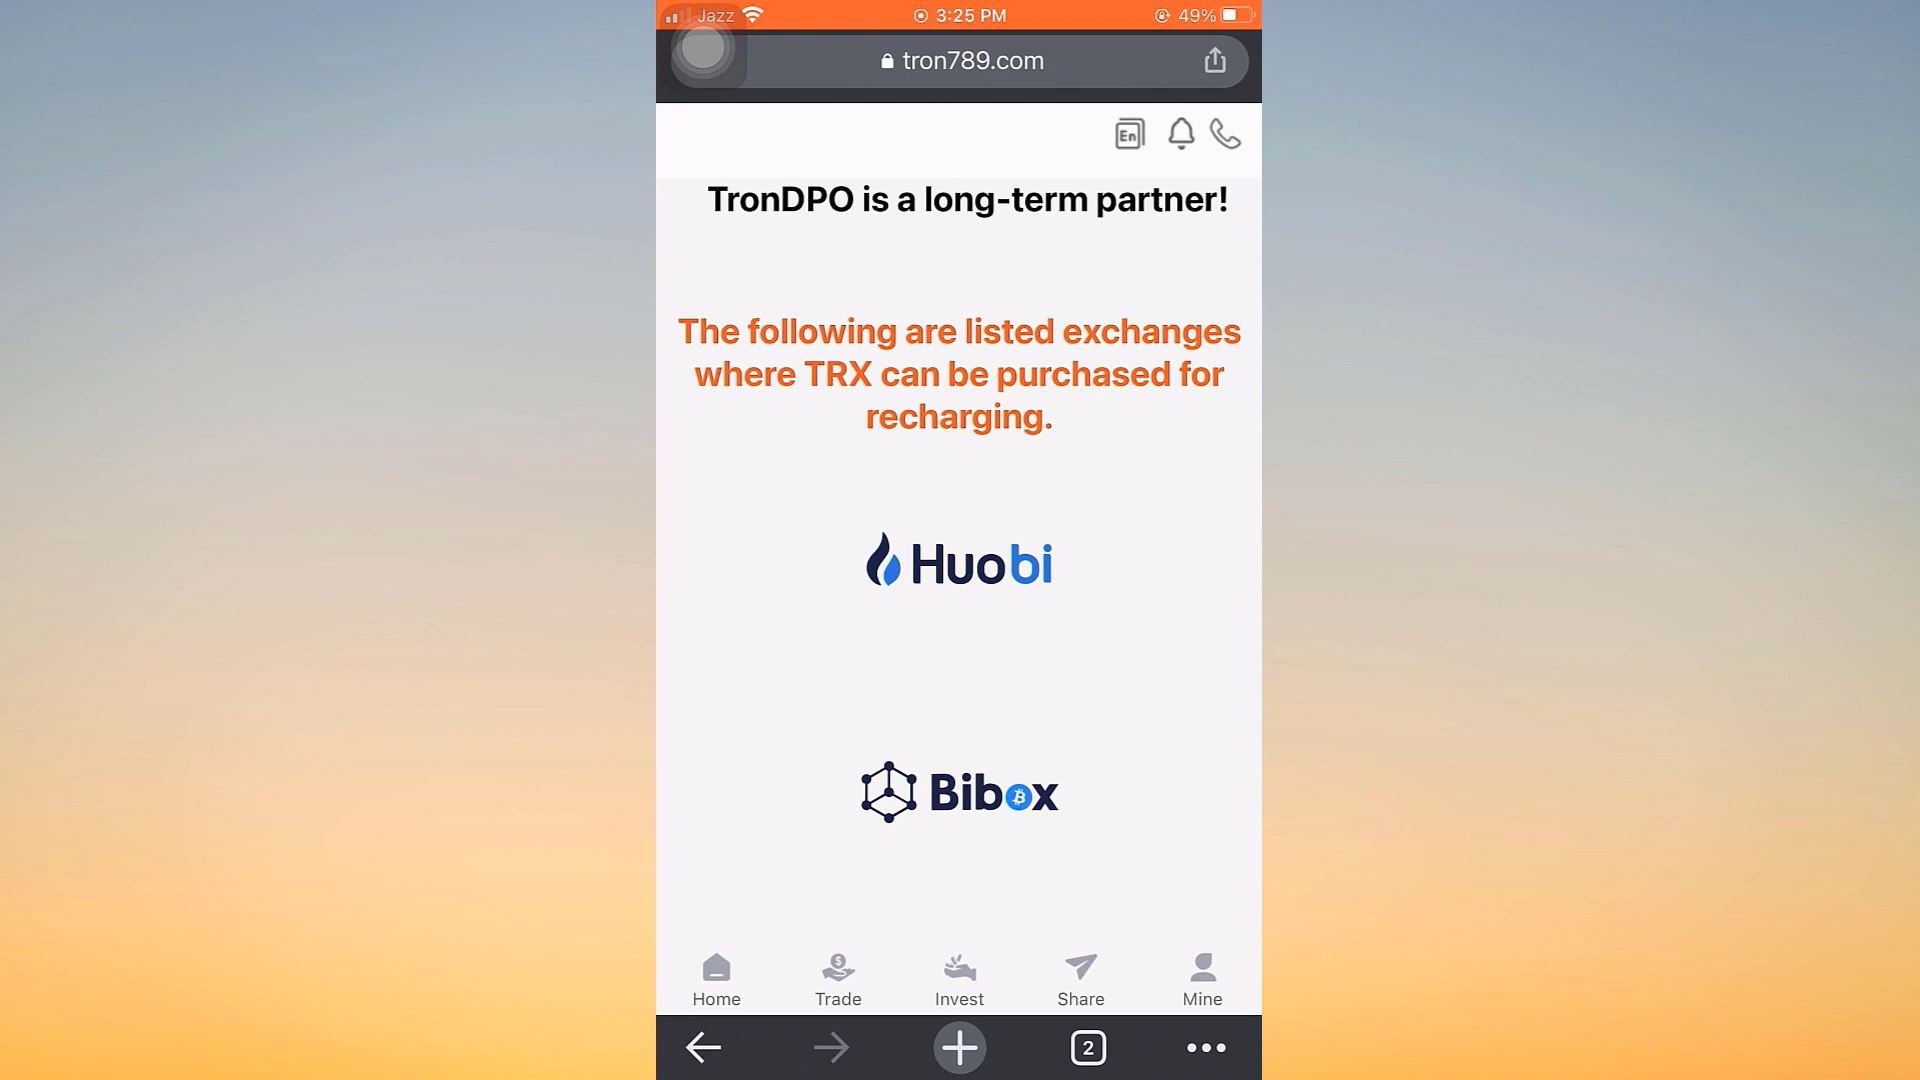 Jazz 3:25 PM 49%
tron789.com
En
TronDPO is a long-term partner!
The following are listed exchanges
where TRX can be purchased for
recharging.
Huobi
Bibox
Home Trade Invest Share Mine
2